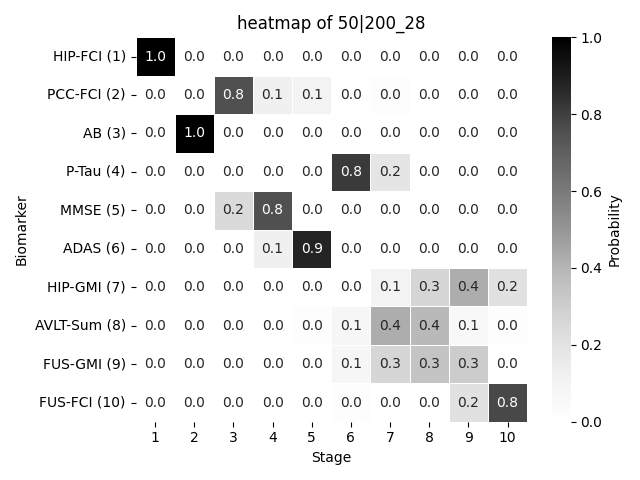 heatmap of 50|200_28
HIP-FCI (1) 1.0 0.0 0.0 0.0 0.0 0.0 0.0 0.0 0.0 0.0
PCC-FCI (2) 0.0 0.0 0.8 0.1 0.1 0.0 0.0 0.0 0.0 0.0
AB (3) 0.0 1.0 0.0 0.0 0.0 0.0 0.0 0.0 0.0 0.0
P-Tau (4) 0.0 0.0 0.0 0.0 0.0 0.8 0.2 0.0 0.0 0.0
MMSE (5) 0.0 0.0 0.2 0.8 0.0 0.0 0.0 0.0 0.0 0.0
ADAS (6) 0.0 0.0 0.0 0.1 0.9 0.0 0.0 0.0 0.0 0.0
HIP-GMI (7) 0.0 0.0 0.0 0.0 0.0 0.0 0.1 0.3 0.4 0.2
AVLT-Sum (8) 0.0 0.0 0.0 0.0 0.0 0.1 0.4 0.4 0.1 0.0
FUS-GMI (9) 0.0 0.0 0.0 0.0 0.0 0.1 0.3 0.3 0.3 0.0
FUS-FCI (10) 0.0 0.0 0.0 0.0 0.0 0.0 0.0 0.0 0.2 0.8
1 2 3 4 5 6 7 8 9 10
Stage
Biomarker
1.0
0.8
0.6
0.4
0.2
0.0
Probability